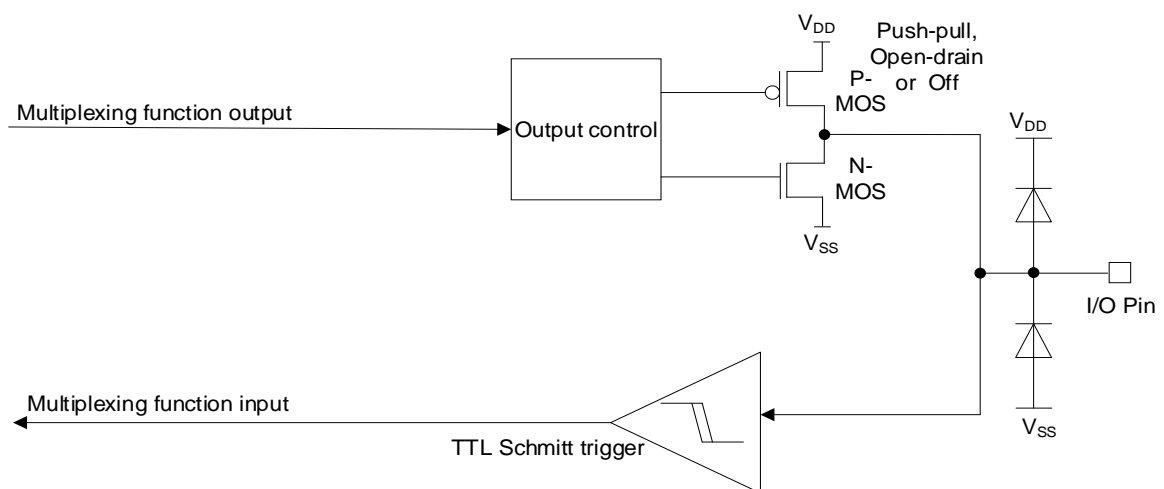 V_DD
Push-pull,
Open-drain
or Off
P-
MOS
Multiplexing function output
Output control
V_DD
N-
MOS
V_SS
I/O Pin
Multiplexing function input
TTL Schmitt trigger
V_SS